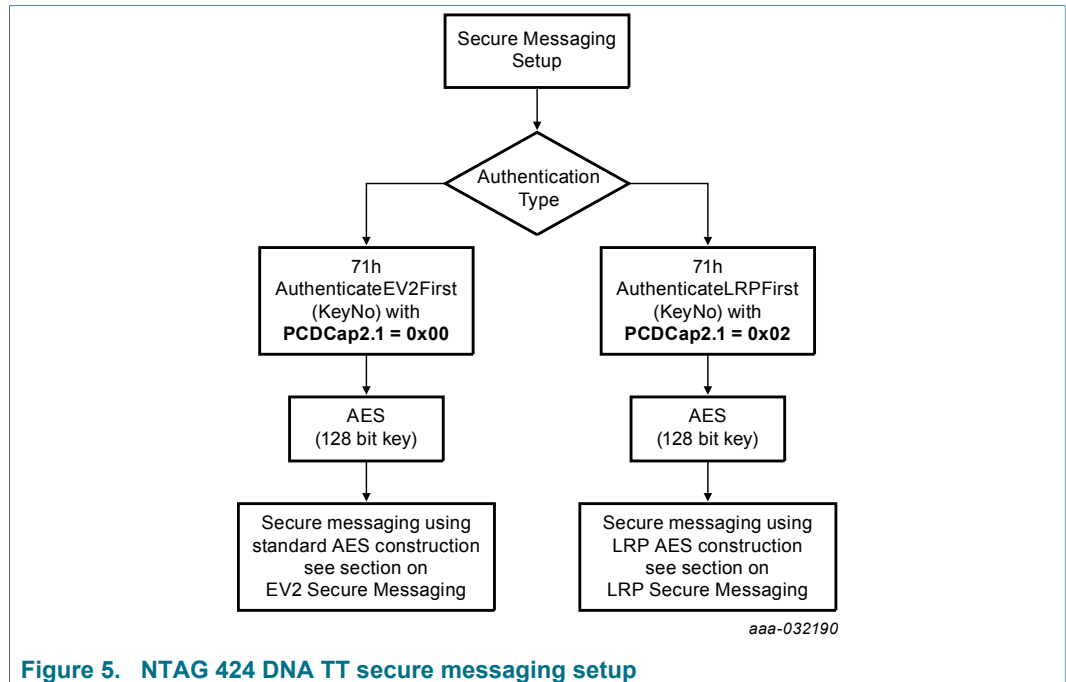 Secure Messaging
Setup
Authentication
Type
71h
AuthenticateEV2First
(KeyNo) with
PCDCap2.1 = 0x00
71h
AuthenticateLRPFirst
(KeyNo) with
PCDCap2.1 = 0x02
AES
(128 bit key)
AES
(128 bit key)
Secure messaging using
standard AES construction
see section on
EV2 Secure Messaging
Secure messaging using
LRP AES construction
see section on
LRP Secure Messaging
aaa-032190
Figure 5. NTAG 424 DNA TT secure messaging setup